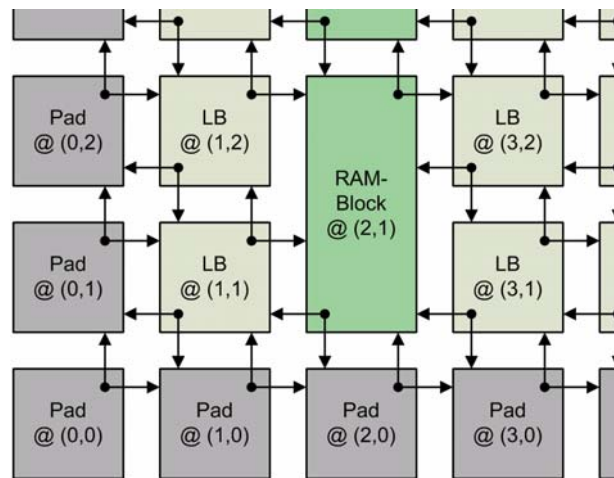 Pad
@ (0,2)
LB
@ (1,2)
RAM-
Block
@ (2,1)
LB
@ (3,2)
Pad
@ (0,1)
LB
@ (1,1)
LB
@ (3,1)
Pad
@ (0,0)
Pad
@ (1,0)
Pad
@ (2,0)
Pad
@ (3,0)